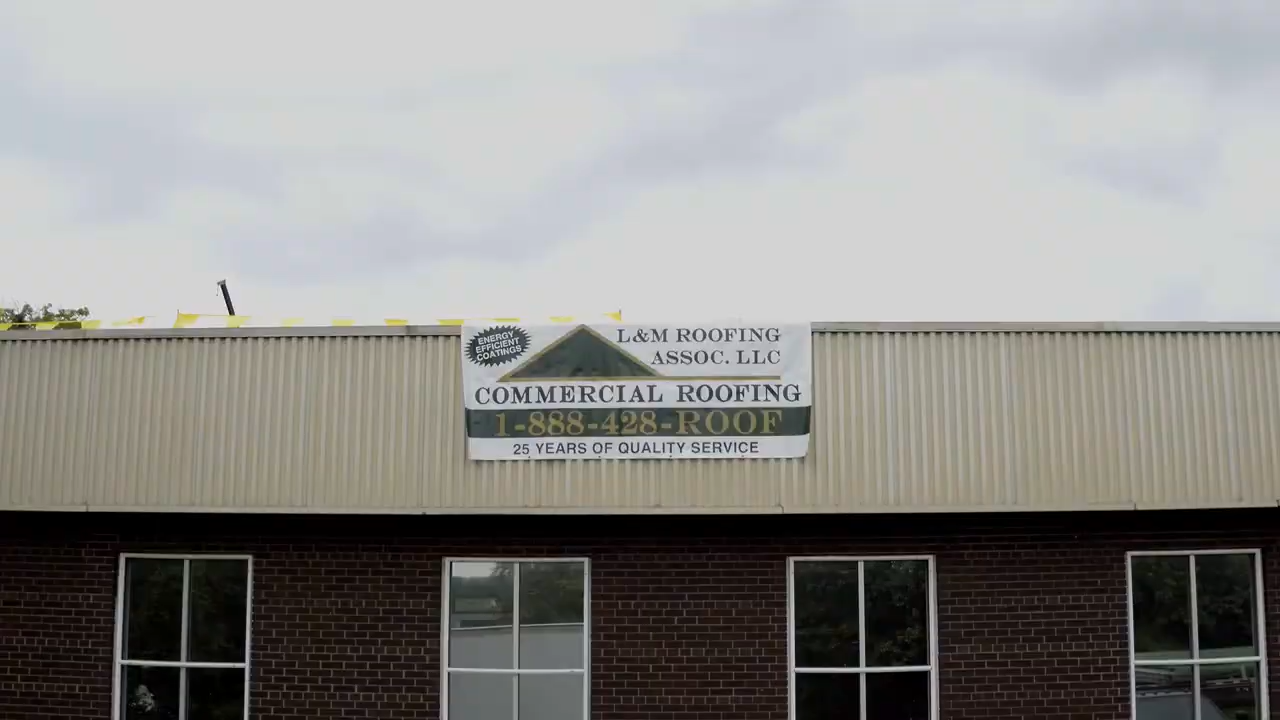 ENERGY
EFFICIENT
COATINGS
L&M ROOFING
ASSOC. LLC
COMMERCIAL ROOFING
1-888-428-ROOF
25 YEARS OF QUALITY SERVICE